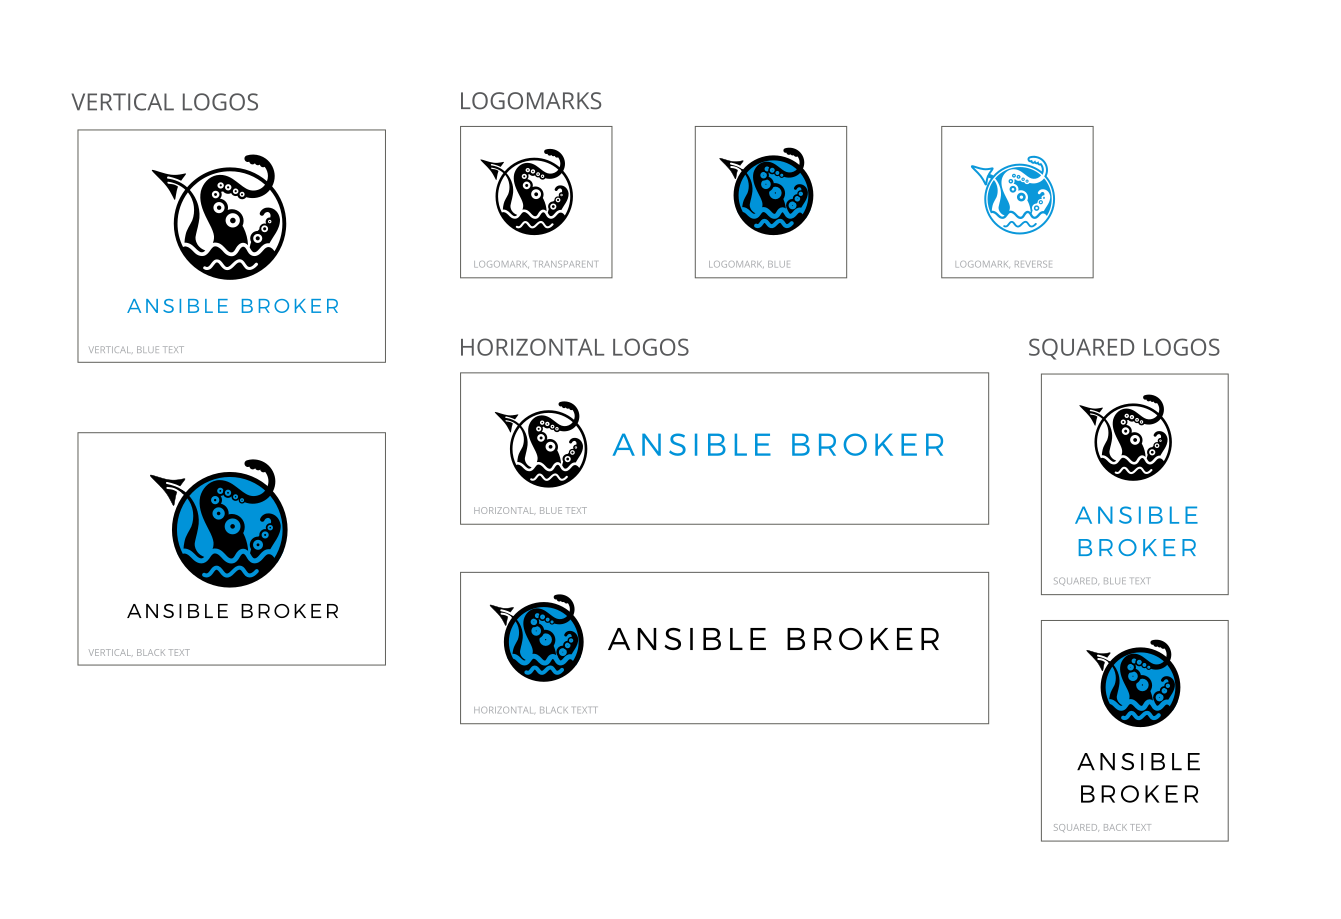 VERTICAL LOGOS
ANSIBLE BROKER
VERTICAL, BLUE TEXT
ANSIBLE BROKER
VERTICAL, BLACK TEXT
LOGOMARKS
LOGOMARK, TRANSPARENT
LOGOMARK, BLUE
LOGOMARK, REVERSE
HORIZONTAL LOGOS
ANSIBLE BROKER
HORIZONTAL, BLUE TEXT
ANSIBLE BROKER
HORIZONTAL, BLACK TEXTT
SQUARED LOGOS
ANSIBLE
BROKER
SQUARED, BLUE TEXT
ANSIBLE
BROKER
SQUARED, BACK TEXT